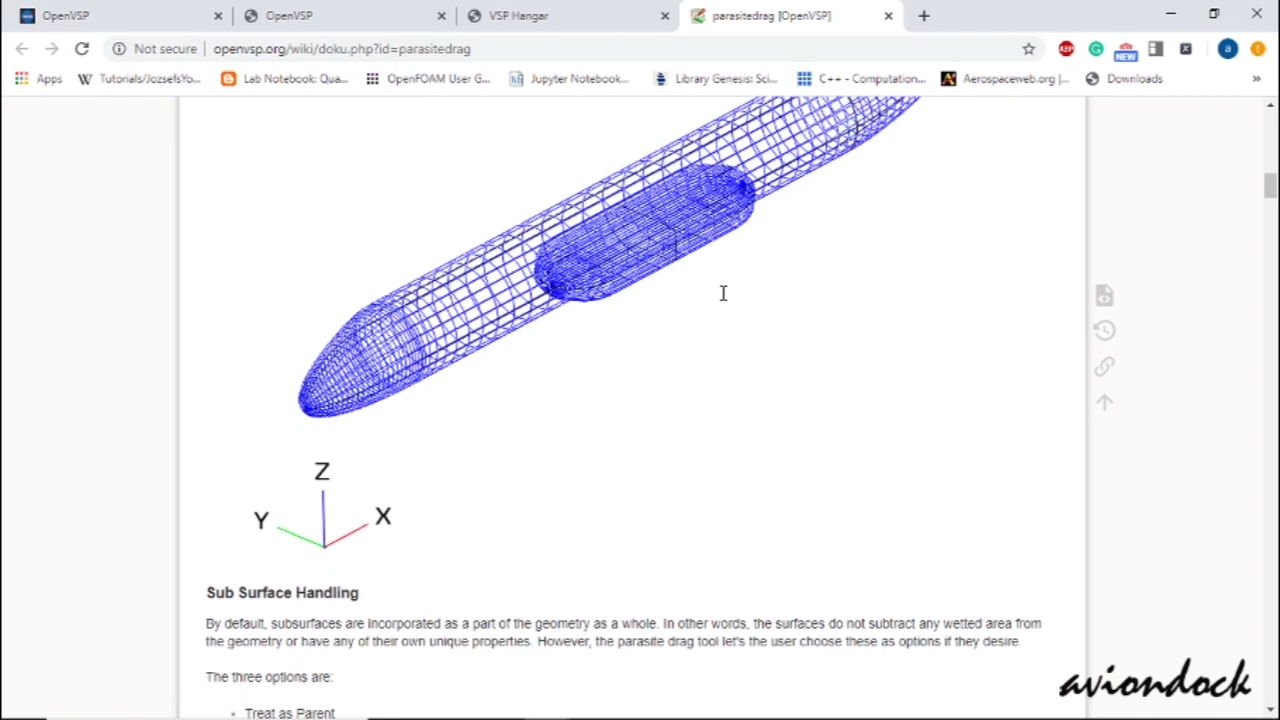 OpenVSP
OpenVSP
VSP Hangar
parasitedrag [OpenVSP]
Not secure
openvsp.org/wiki/doku.php?id=parasitedrag
ABP
NEW
a
Apps
Tutorials/JozsefsYo...
Lab Notebook: Qua...
OpenFOAM User G...
Jupyter Notebook...
Library Genesis: Sci...
C++ - Computation...
Aerospaceweb.org |...
Downloads
Z
Y
X
Sub Surface Handling
By default, subsurfaces are incorporated as a part of the geometry as a whole. In other words, the surfaces do not subtract any wetted area from
the geometry or have any of their own unique properties. However, the parasite drag tool let's the user choose these as options if they desire.
The three options are:
Treat as Parent
aviondock